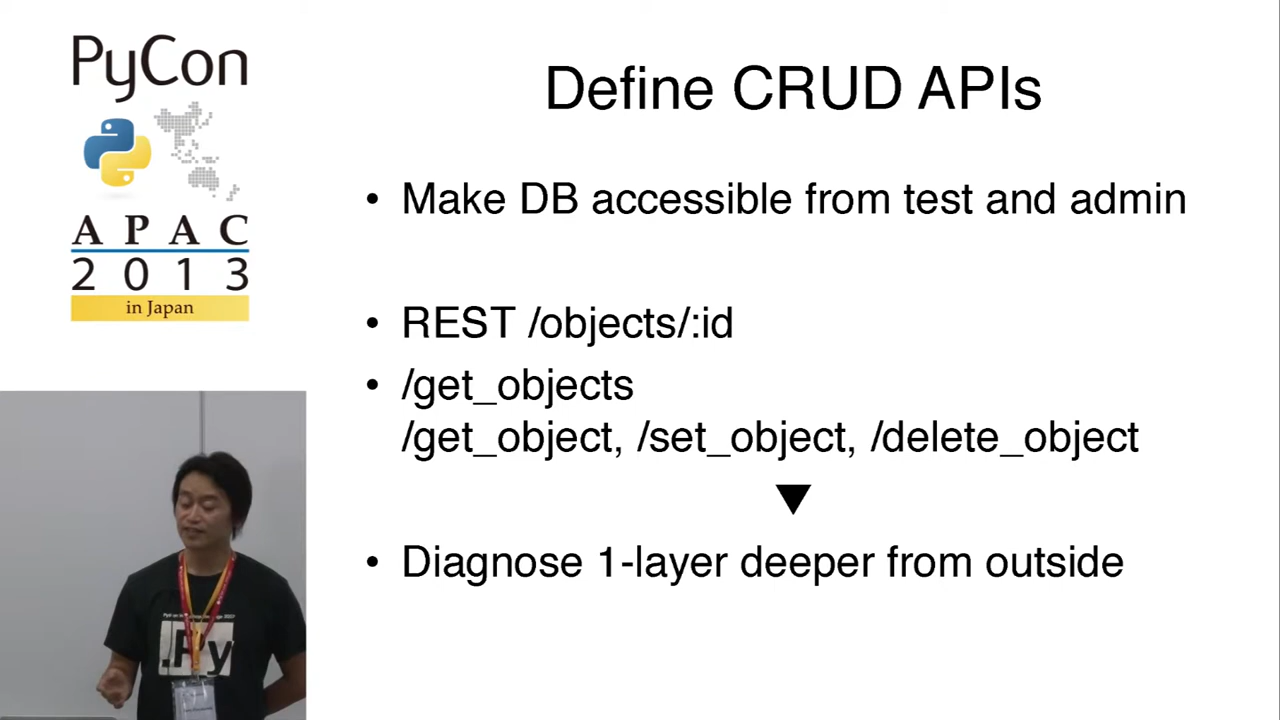 PyCon
APAC
2013
in Japan
Define CRUD APIs
• Make DB accessible from test and admin
• REST /objects/:id
• /get_objects
/get_object, /set_object, /delete_object
• Diagnose 1-layer deeper from outside
.Py